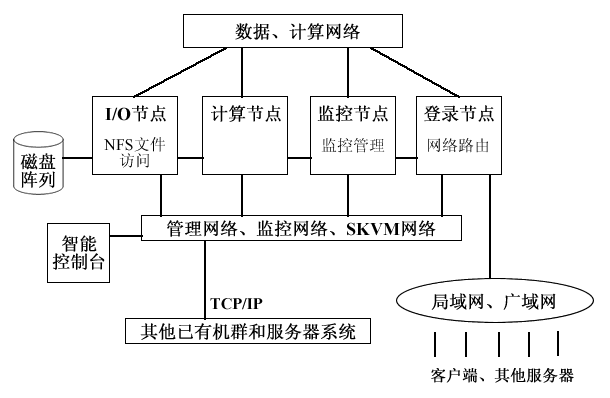 数据、计算网络
I/O节点
NFS文件
访问
计算节点
监控节点
监控管理
登录节点
网络路由
磁盘
阵列
管理网络、监控网络、SKVM网络
智能
控制台
TCP/IP
其他已有机群和服务器系统
局域网、广域网
客户端、其他服务器